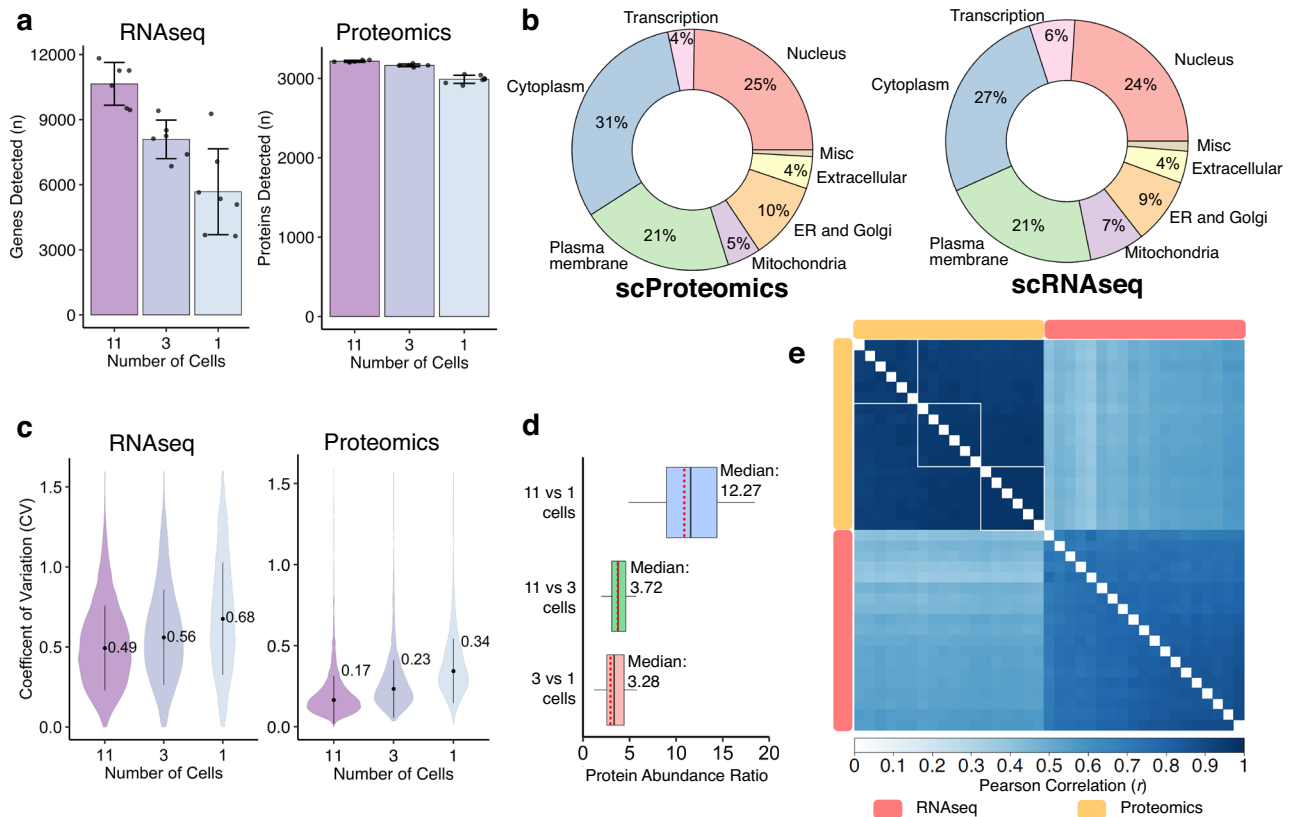 a
RNAseq
Proteomics
Genes Detected (n)
12000
9000
6000
3000
0
11
3
1
Number of Cells
Proteins Detected (n)
3000
2000
1000
0
11
3
1
Number of Cells
b
Transcription
4%
Nucleus
25%
Cytoplasm
31%
Misc
4%
Extracellular
10%
ER and Golgi
21%
Plasma
membrane
5%
Mitochondria
scProteomics
Transcription
6%
Nucleus
24%
Cytoplasm
27%
Misc
4%
Extracellular
9%
ER and Golgi
21%
Plasma
membrane
7%
Mitochondria
scRNAseq
c
RNAseq
Proteomics
Coefficent of Variation (CV)
1.5
1.0
0.5
0.0
0.49
0.56
0.68
11
3
1
Number of Cells
1.5
1.0
0.5
0.0
0.17
0.23
0.34
11
3
1
Number of Cells
d
11 vs 1
cells
Median:
12.27
11 vs 3
cells
Median:
3.72
3 vs 1
cells
Median:
3.28
0
5
10
15
20
Protein Abundance Ratio
e
0
0.1
0.2
0.3
0.4
0.5
0.6
0.7
0.8
0.9
1
Pearson Correlation (r)
RNAseq
Proteomics